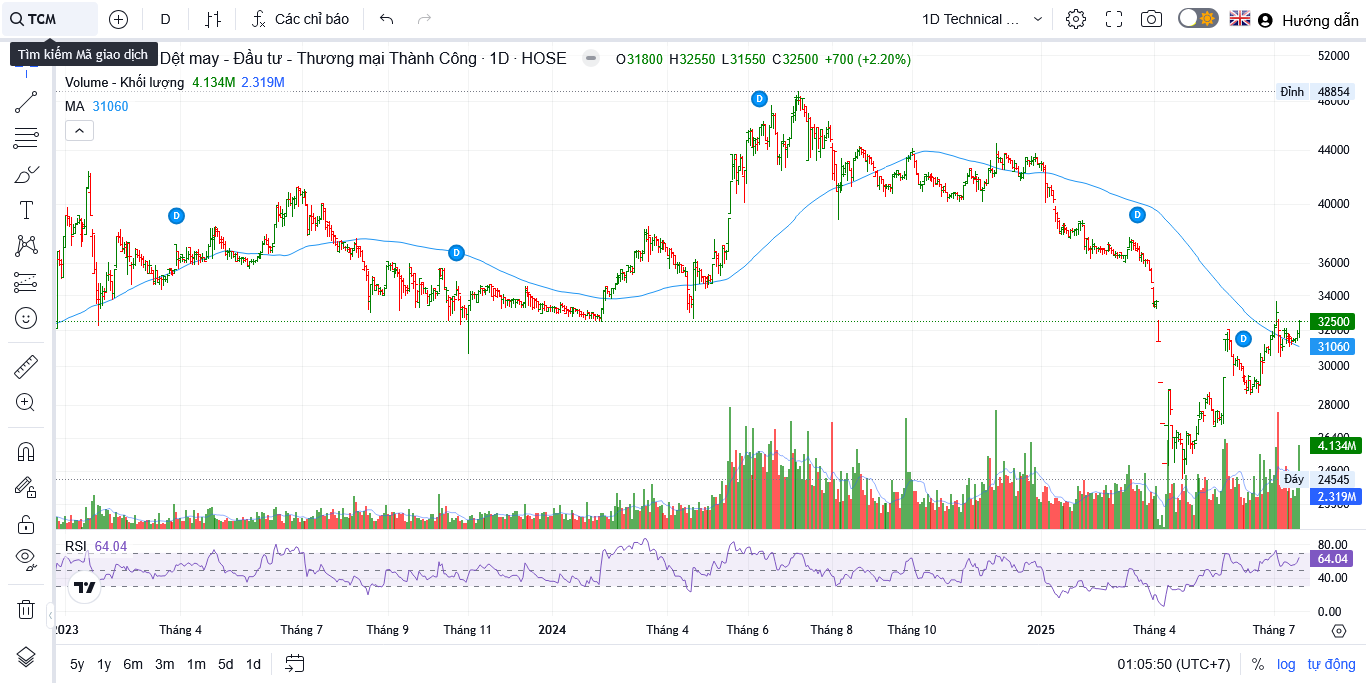 TCM
D
Các chỉ báo
1D Technical ...
Hướng dẫn
Tìm kiếm Mã giao dịch
Dệt may - Đầu tư - Thương mại Thành Công · 1D · HOSE
O31800 H32550 L31550 C32500 +700 (+2.20%)
Volume - Khối lượng 4.134M 2.319M
MA 31060
D
D
D
D
D
52000
Đỉnh 48854
48000
44000
40000
36000
34000
32500
32000
31060
30000
28000
26400
4.134M
24900
Đáy 24545
2.319M
RSI 64.04
80.00
64.04
40.00
0.00
2023 Tháng 4 Tháng 7 Tháng 9 Tháng 11 2024 Tháng 4 Tháng 6 Tháng 8 Tháng 10 2025 Tháng 4 Tháng 7
5y 1y 6m 3m 1m 5d 1d
01:05:50 (UTC+7) % log tự động